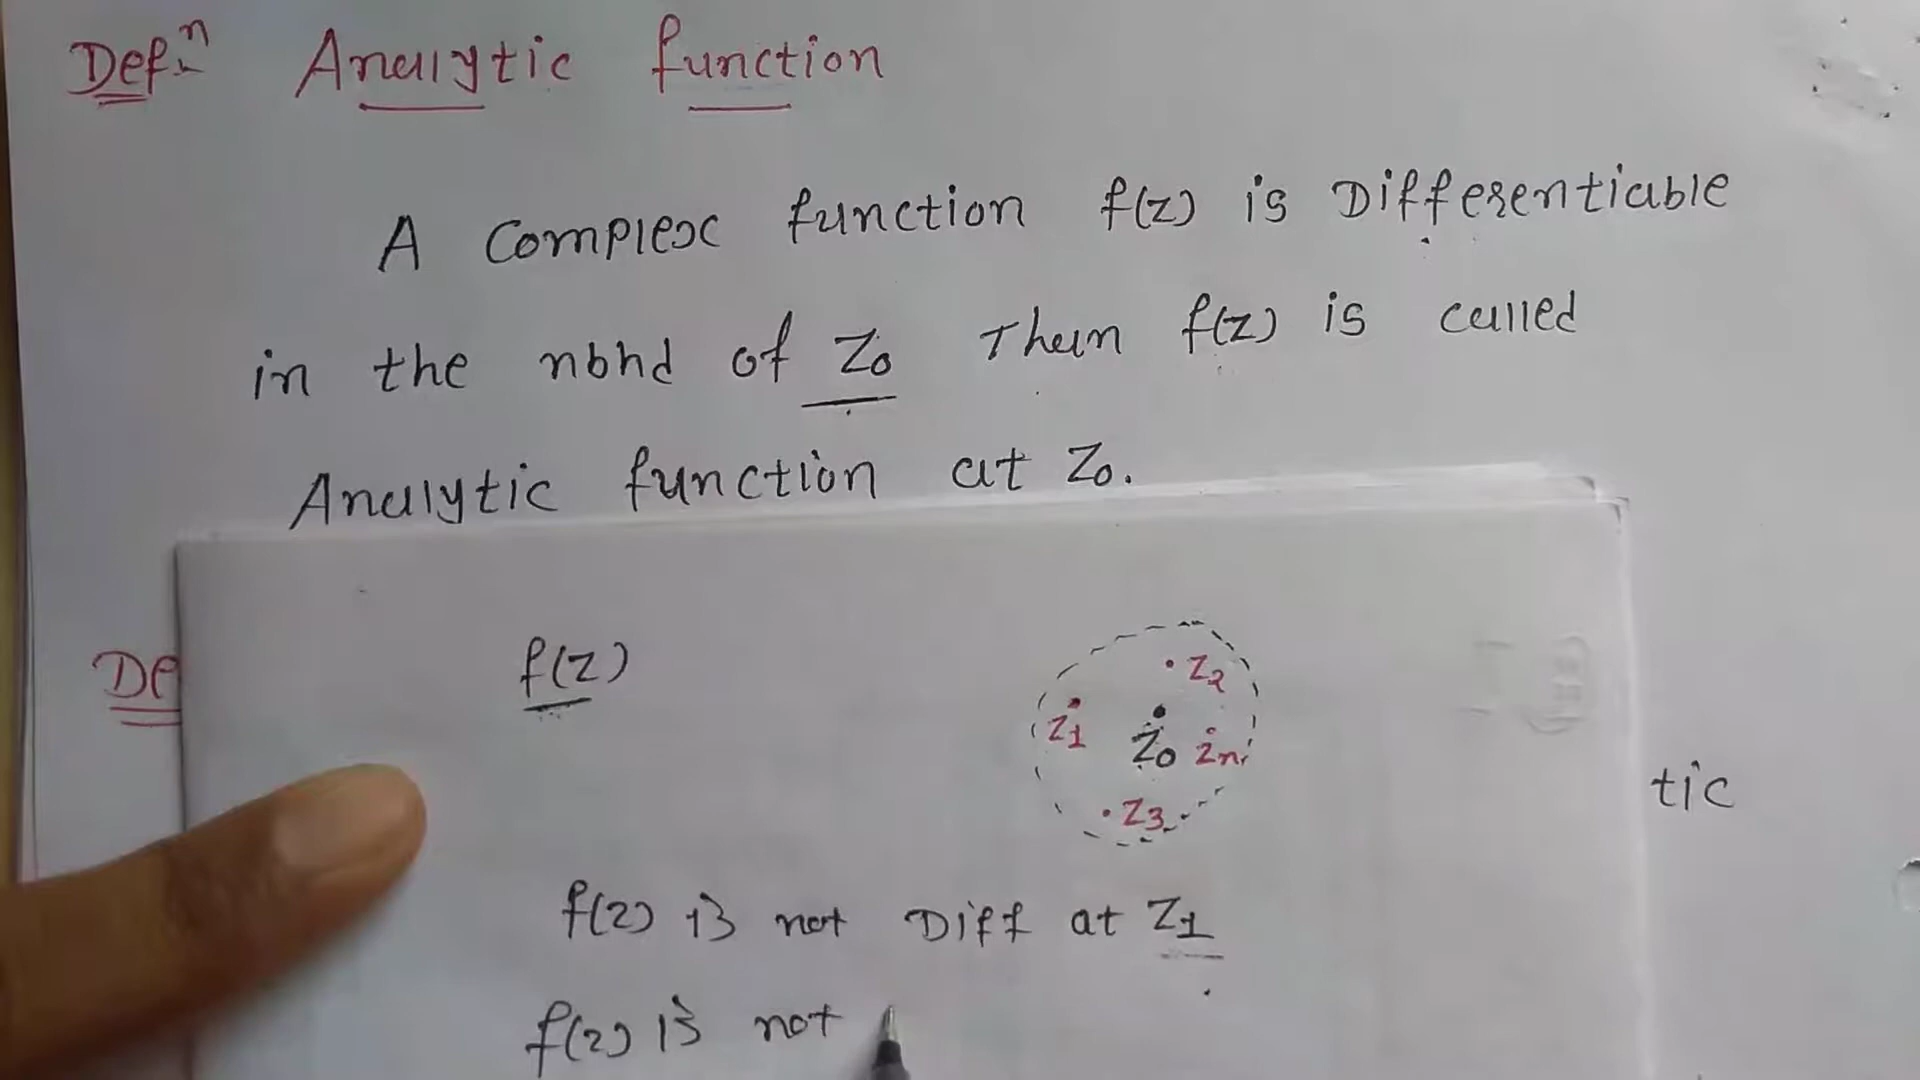 Defⁿ Analytic function
A complex function f(z) is Differentiable
in the nbhd of Z₀ Then f(z) is called
Analytic function at Z₀.
f(z)
Z₂
Z₁ Z₀ Zn
Z₃
De
tic
f(z) is not Diff at Z₁
f(z) is not